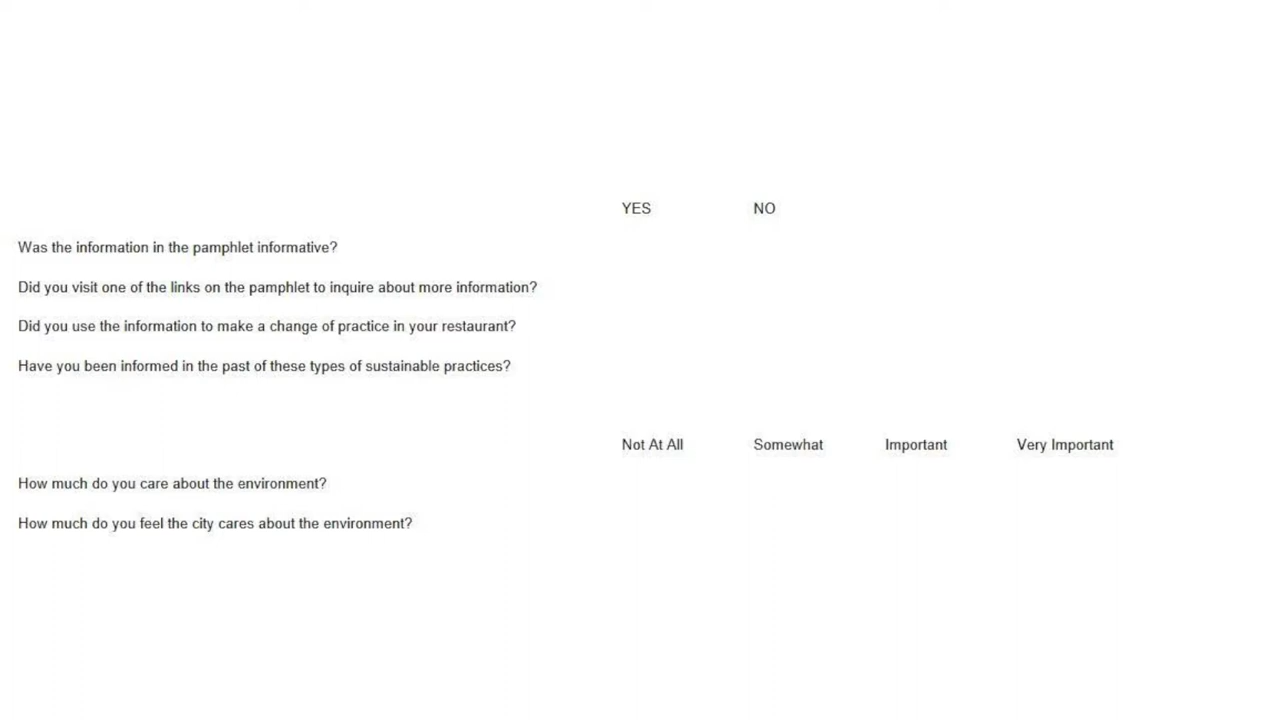 YES NO
Was the information in the pamphlet informative?
Did you visit one of the links on the pamphlet to inquire about more information?
Did you use the information to make a change of practice in your restaurant?
Have you been informed in the past of these types of sustainable practices?
Not At All Somewhat Important Very Important
How much do you care about the environment?
How much do you feel the city cares about the environment?